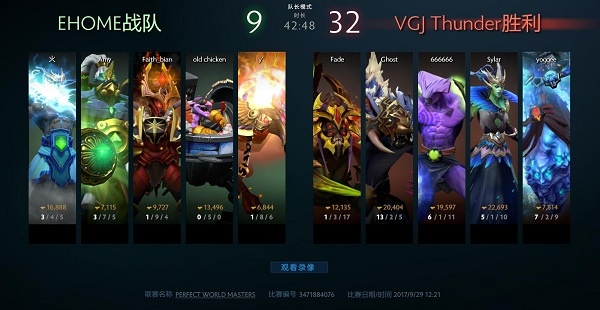 EHOME战队
9
队长模式
时长
42:48
32
VGJ Thunder胜利
火 Amy Faith_bian old chicken y` Fade Ghost 666666 Sylar yoqqee
16,888 7,115 9,727 13,496 6,844 12,135 20,404 19,597 22,693 7,814
3/4/5 3/7/5 1/9/4 0/5/0 1/8/6 1/3/17 13/2/5 6/1/11 5/1/10 7/2/9
观看录像
联赛名称 PERFECT WORLD MASTERS 比赛编号 3471884076 比赛日期/时间 2017/9/29 12:21